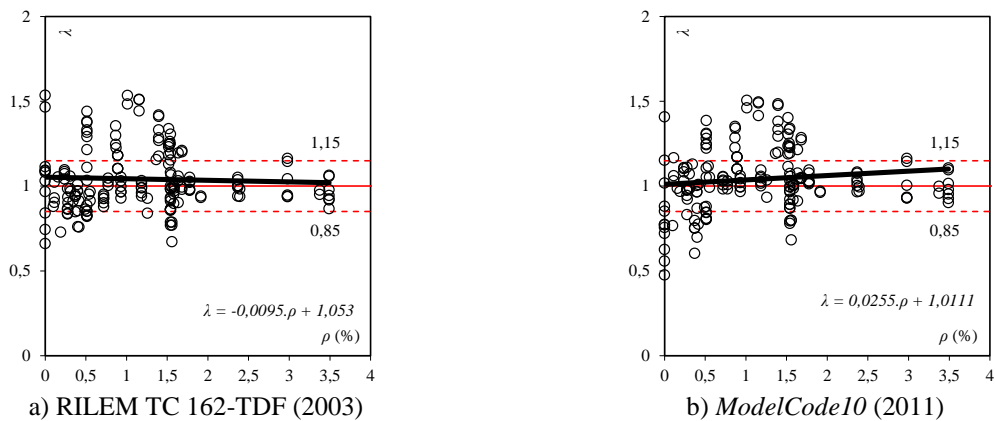 2
λ
1,5
1,15
1
0,85
0,5
λ = -0,0095.ρ + 1,053
ρ (%)
0
0 0,5 1 1,5 2 2,5 3 3,5 4
a) RILEM TC 162-TDF (2003)
2
λ
1,5
1,15
1
0,85
0,5
λ = 0,0255.ρ + 1,0111
ρ (%)
0
0 0,5 1 1,5 2 2,5 3 3,5 4
b) ModelCode10 (2011)